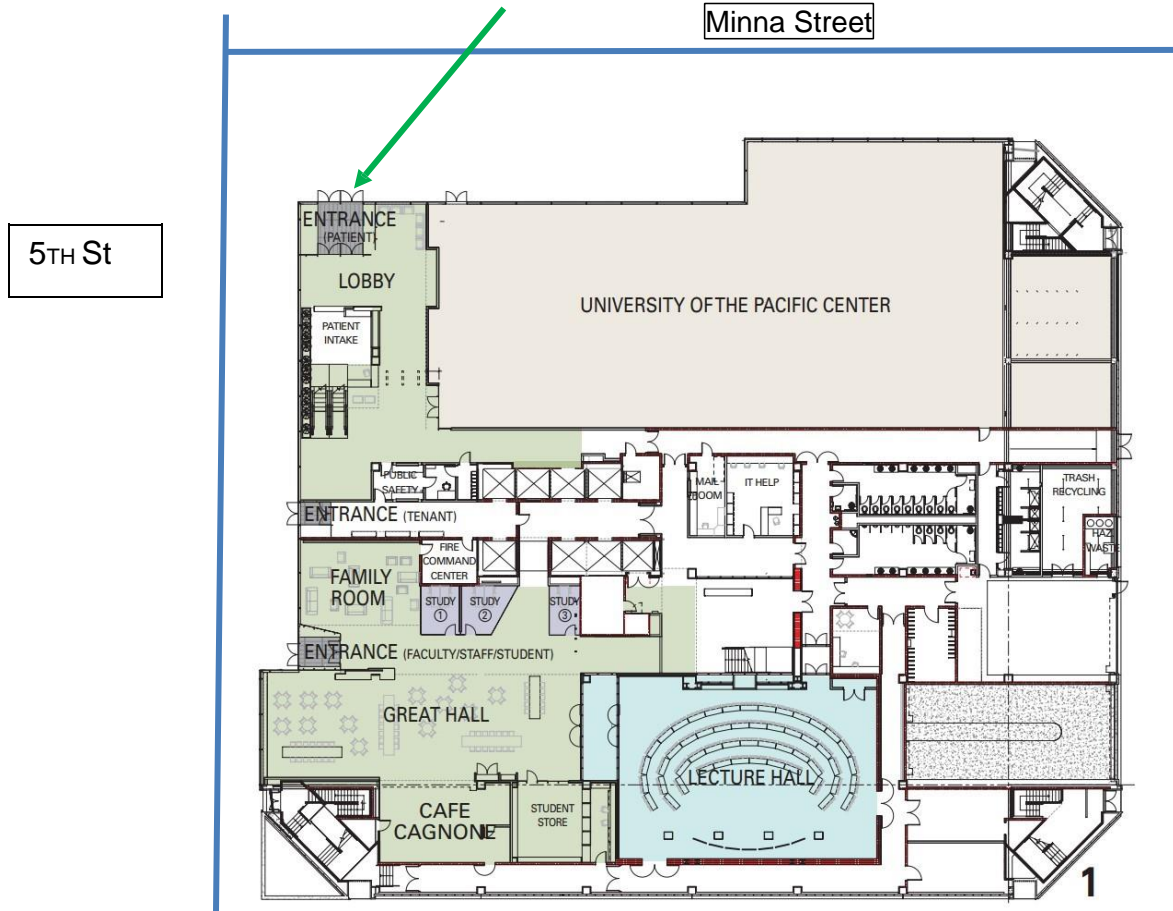 Minna Street
5TH St
ENTRANCE
(PATIENT)
LOBBY
PATIENT
INTAKE
UNIVERSITY OF THE PACIFIC CENTER
PUBLIC
SAFETY
MAIL
ROOM
IT HELP
TRASH
RECYCLING
HAZ
WASTE
ENTRANCE (TENANT)
FIRE
COMMAND
CENTER
FAMILY
ROOM
STUDY
1
STUDY
2
STUDY
3
ENTRANCE (FACULTY/STAFF/STUDENT)
GREAT HALL
LECTURE HALL
CAFE
CAGNONE
STUDENT
STORE
1